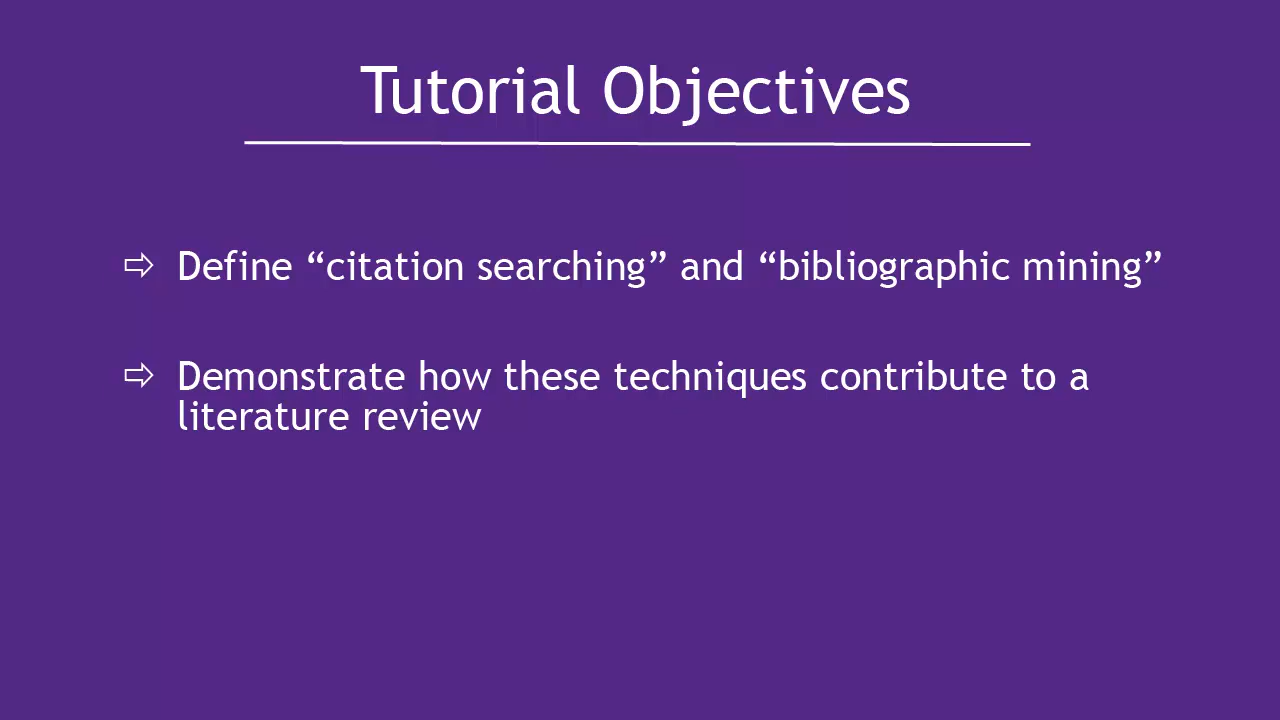 Tutorial Objectives
⇨ Define “citation searching” and “bibliographic mining”
⇨ Demonstrate how these techniques contribute to a
literature review